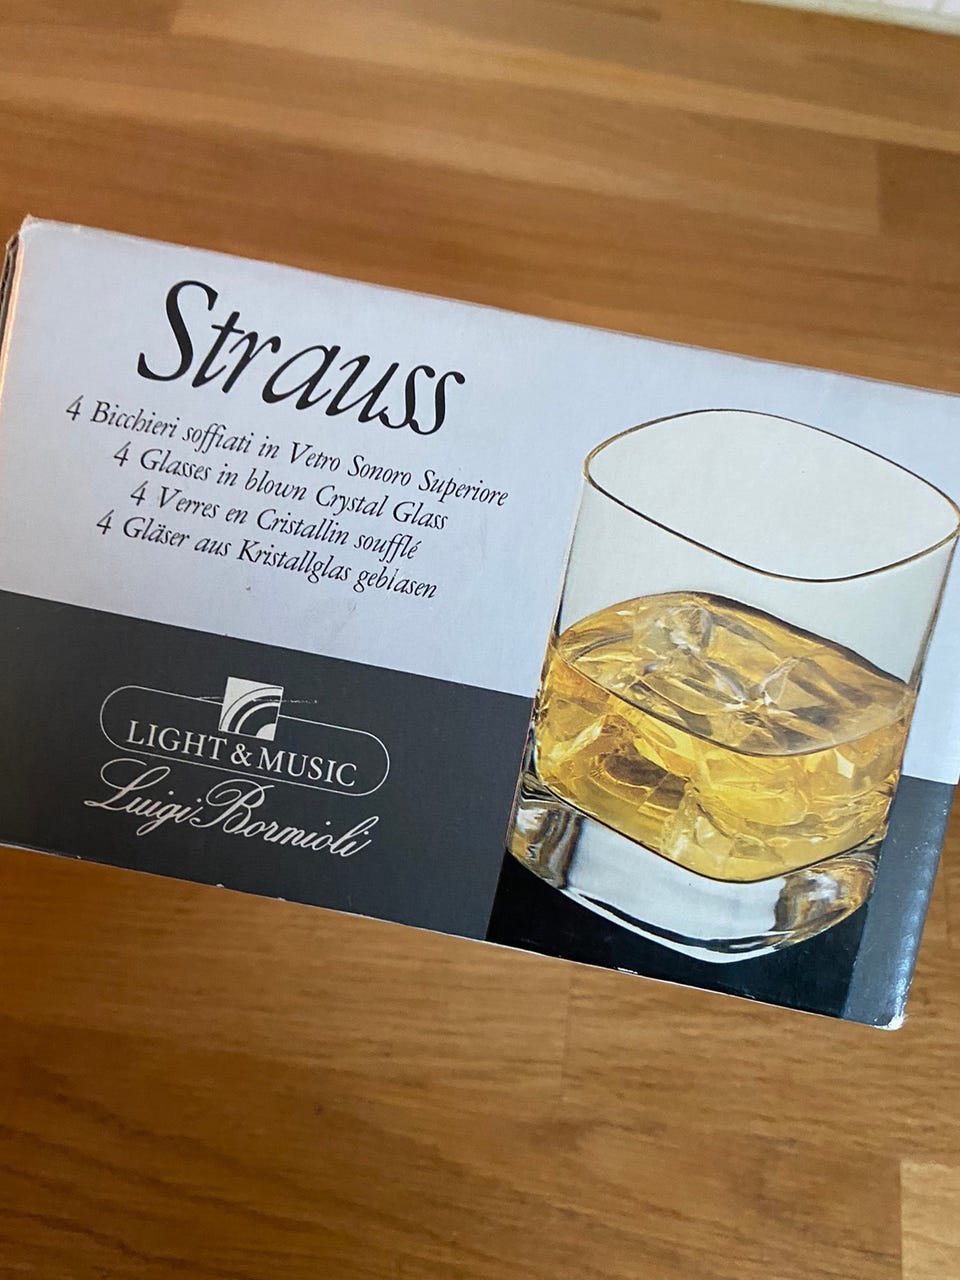 Strauss
4 Bicchieri soffiati in Vetro Sonoro Superiore
4 Glasses in blown Crystal Glass
4 Verres en Cristallin soufflé
4 Gläser aus Kristallglas geblasen
LIGHT & MUSIC
Luigi Bormioli